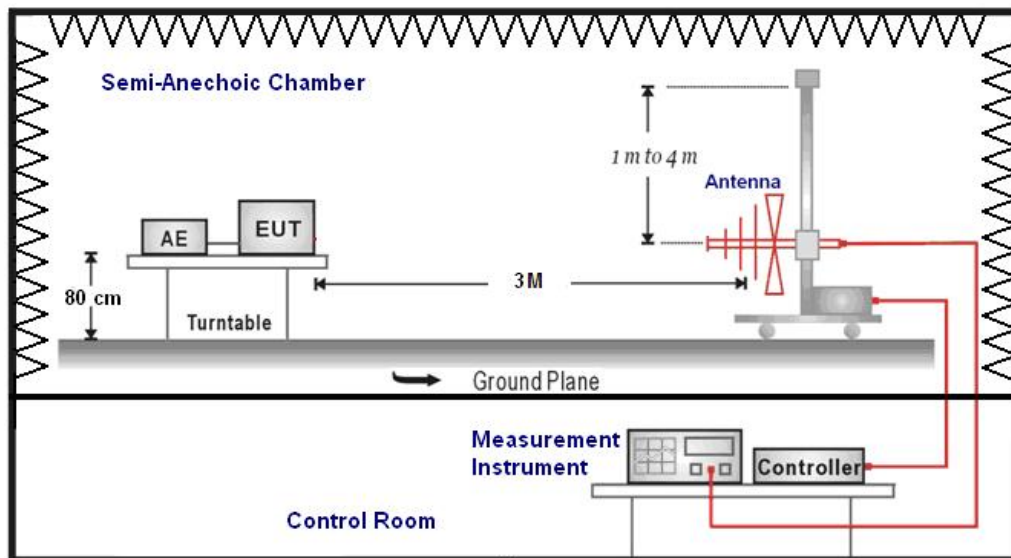 Semi-Anechoic Chamber
1 m to 4 m
Antenna
AE
EUT
80 cm
3M
Turntable
Ground Plane
Measurement
Instrument
Controller
Control Room